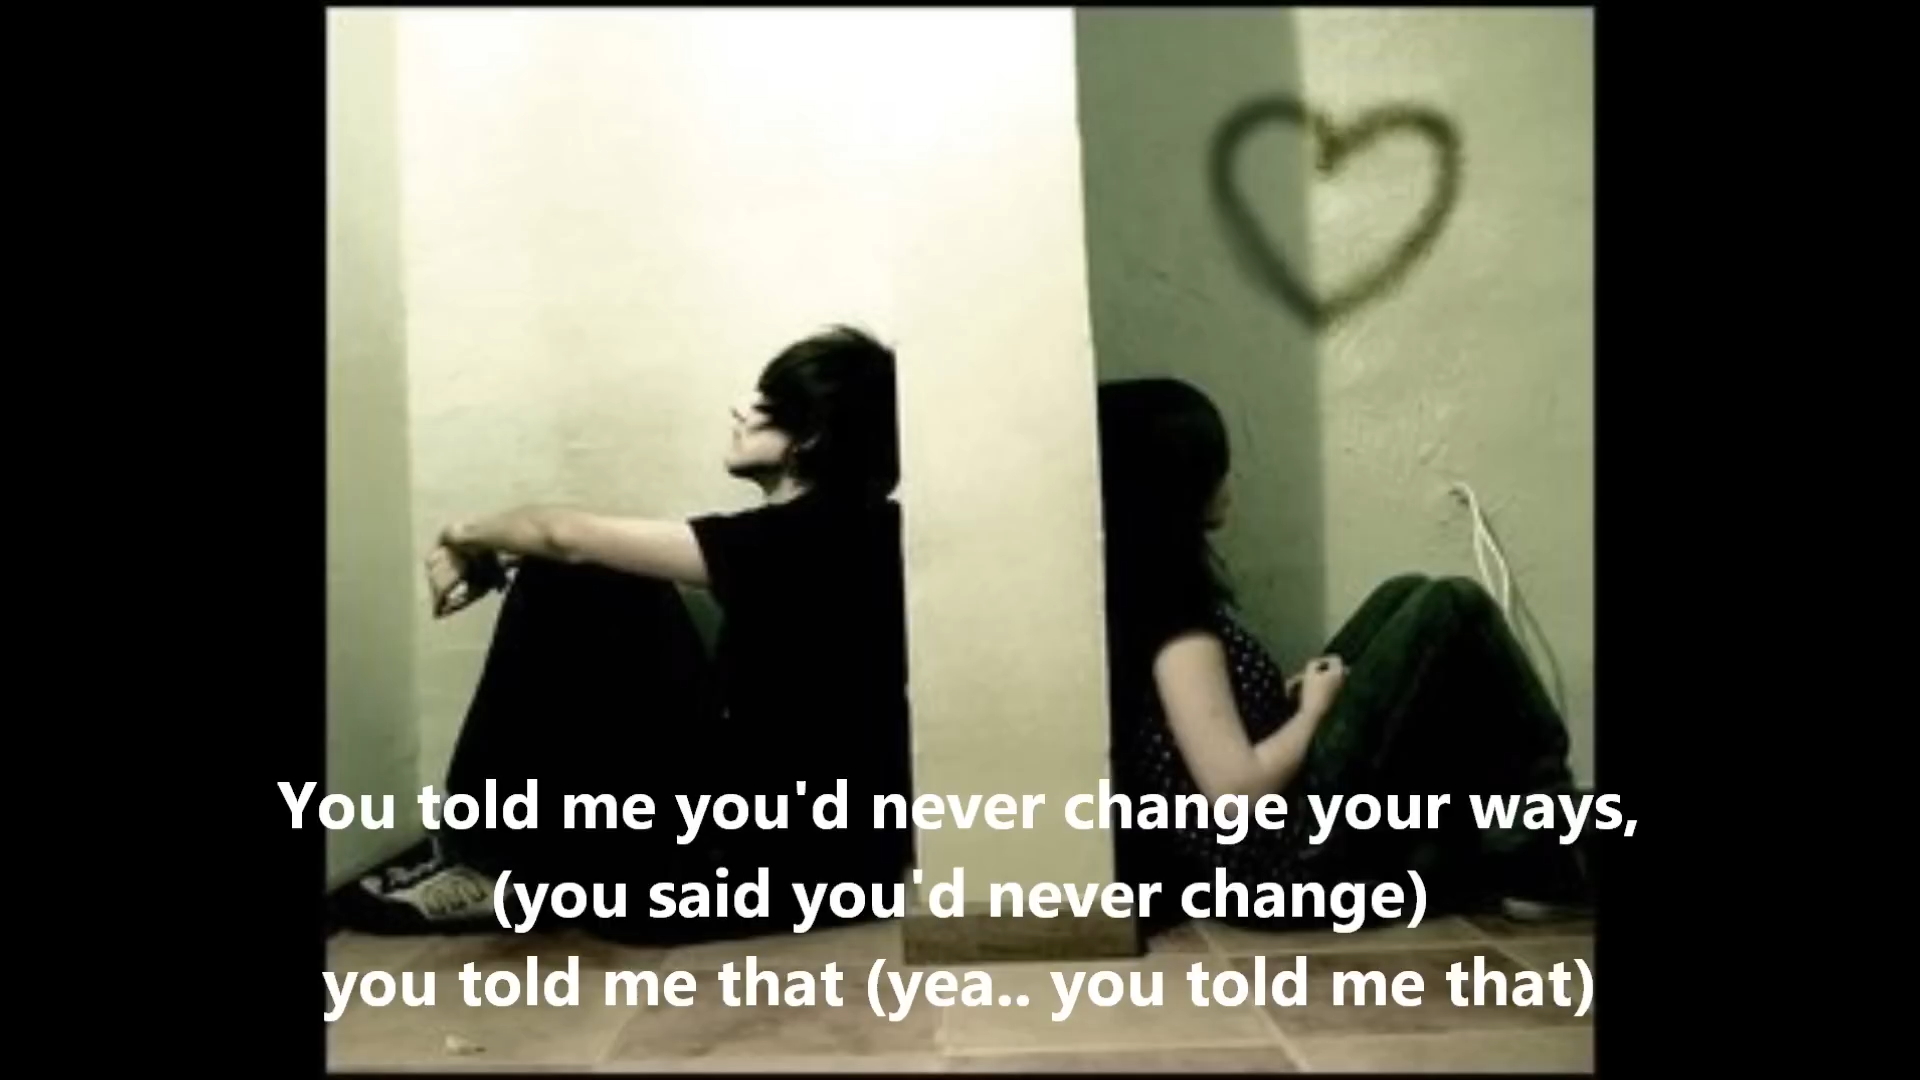 You told me you'd never change your ways,
(you said you'd never change)
you told me that (yea.. you told me that)